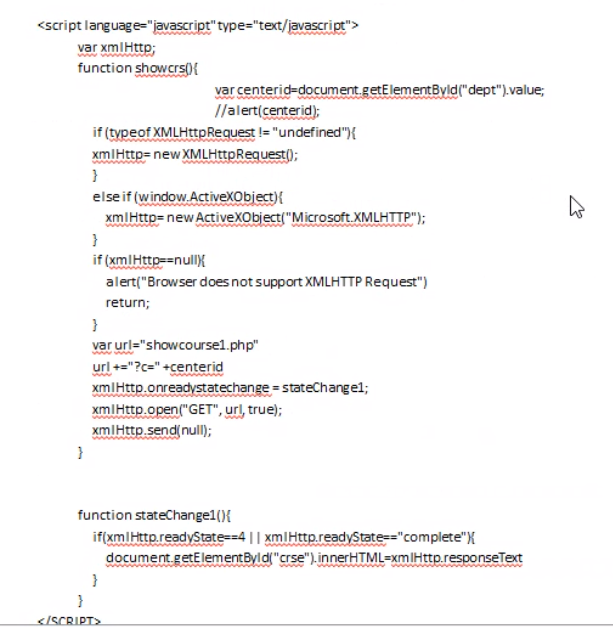 <script language="javascript" type="text/javascript">
var xmlHttp;
function showcrs(){
var centerid=document.getElementById("dept").value;
//alert(centerid);
if (typeof XMLHttpRequest != "undefined"){
xmlHttp= new XMLHttpRequest();
}
else if (window.ActiveXObject){
xmlHttp= new ActiveXObject("Microsoft.XMLHTTP");
}
if (xmlHttp==null){
alert("Browser does not support XMLHTTP Request")
return;
}
var url="showcourse1.php"
url +="?c=" +centerid
xmlHttp.onreadystatechange = stateChange1;
xmlHttp.open("GET", url, true);
xmlHttp.send(null);
}
function stateChange1(){
if(xmlHttp.readyState==4 || xmlHttp.readyState=="complete"){
document.getElementById("crse").innerHTML=xmlHttp.responseText
}
}
</SCRIPT>